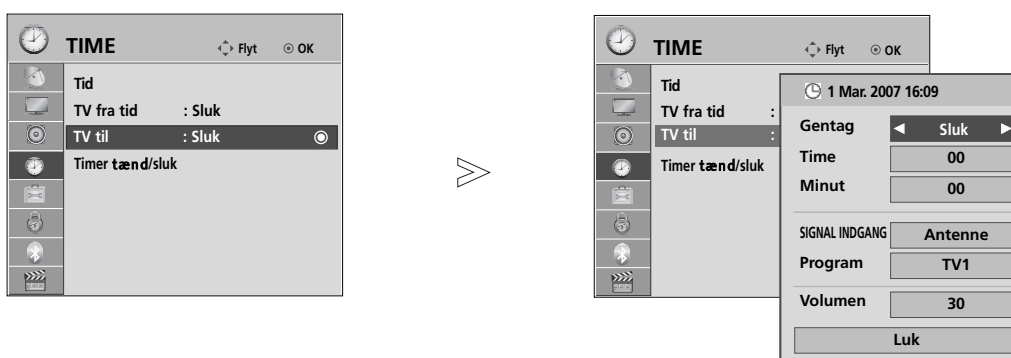 TIME Flyt OK
Tid
TV fra tid : Sluk
TV til : Sluk
Timer tænd/sluk
TIME Flyt OK
Tid
TV fra tid :
TV til :
Timer tænd/sluk
1 Mar. 2007 16:09
Gentag ◄ Sluk ►
Time 00
Minut 00
SIGNAL INDGANG Antenne
Program TV1
Volumen 30
Luk